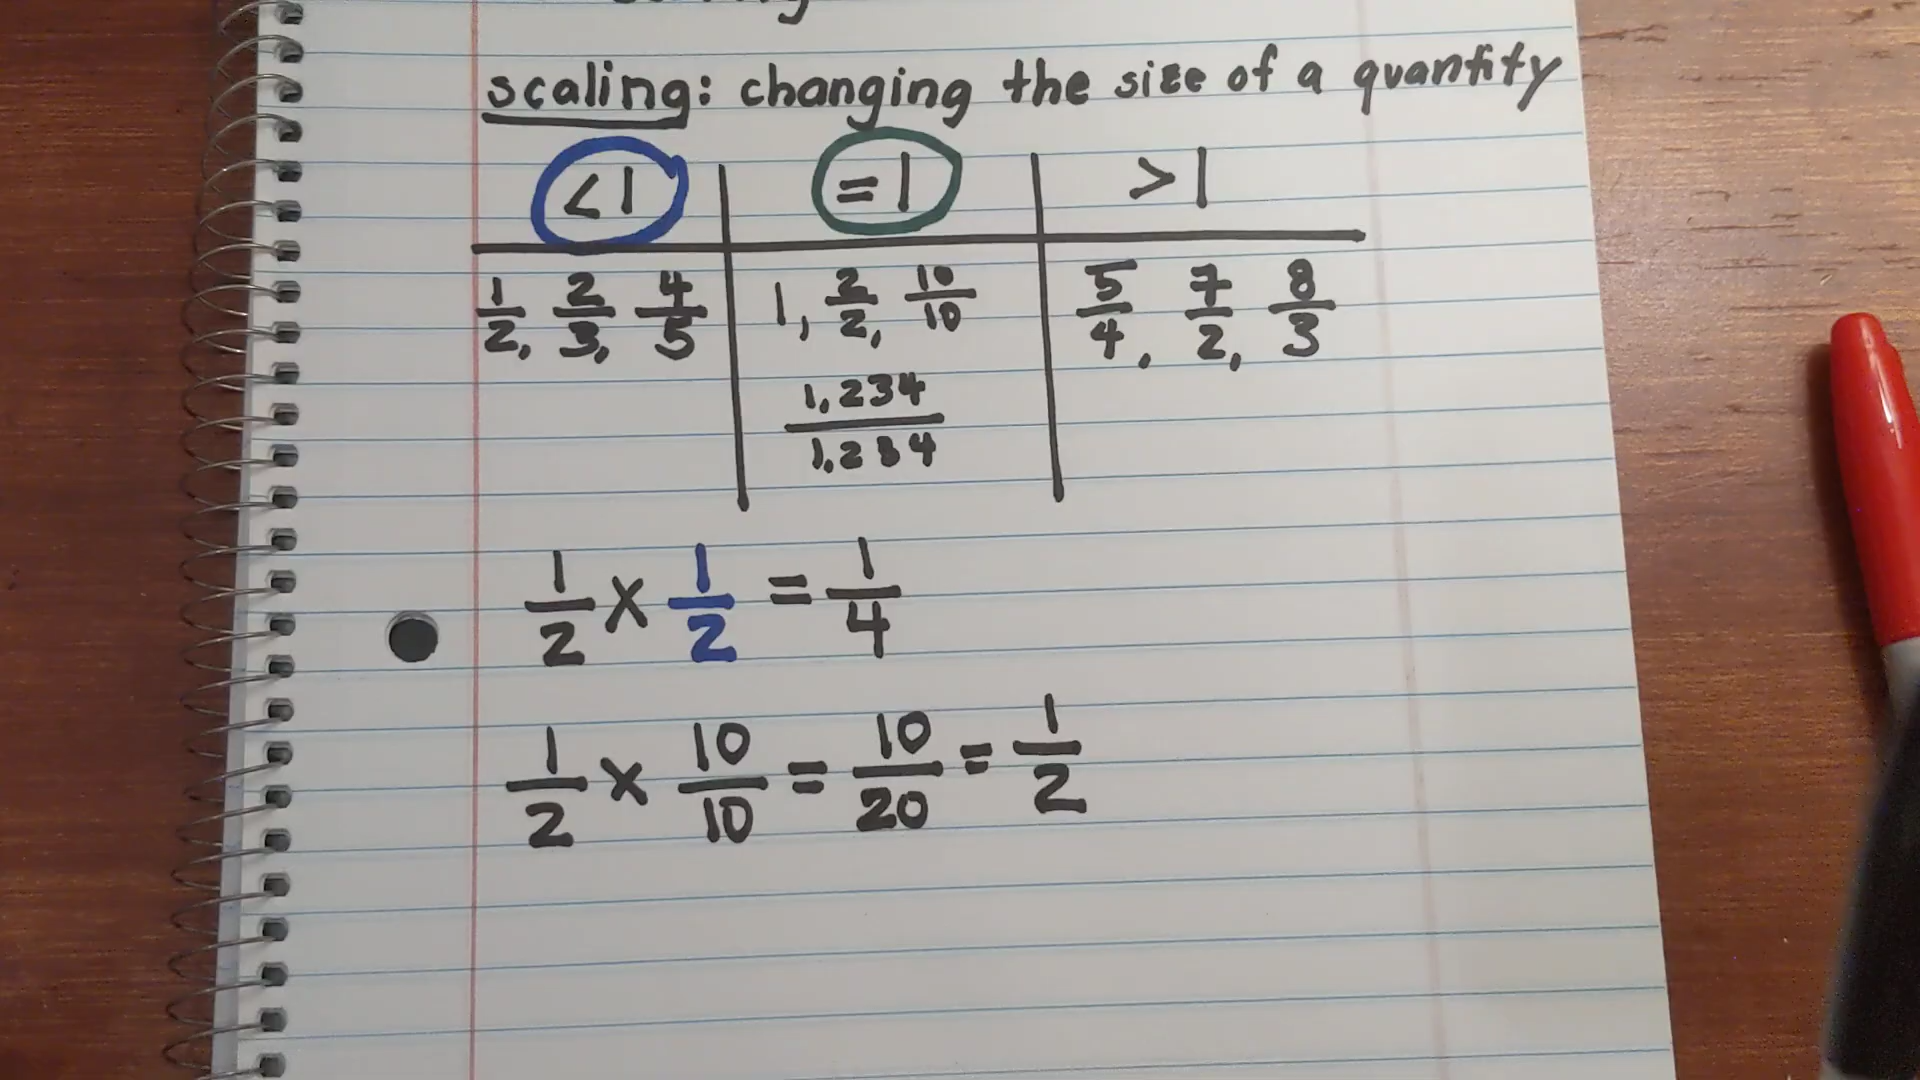 scaling: changing the size of a quantity
<1 =1 >1
1/2, 2/3, 4/5 1, 2/2, 10/10 5/4, 7/2, 8/3
1,234/1,234
1/2 x 1/2 = 1/4
1/2 x 10/10 = 10/20 = 1/2